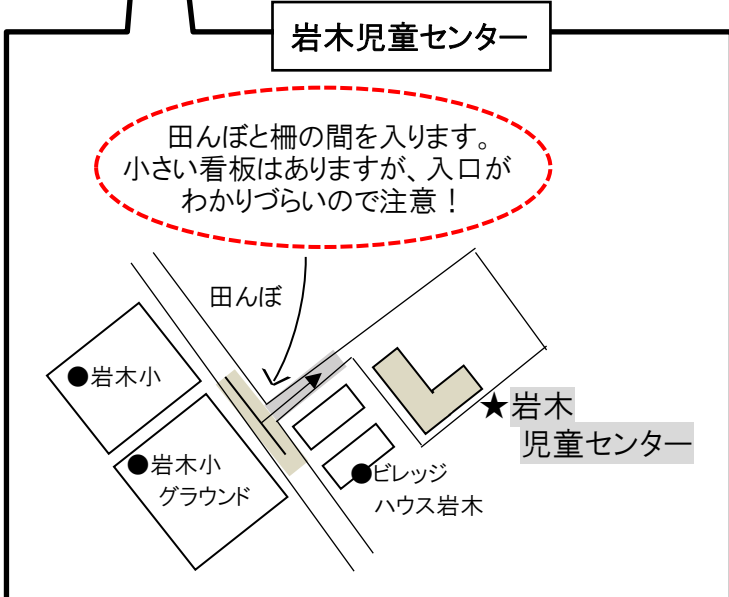 岩木児童センター
田んぼと柵の間を入ります。
小さい看板はありますが、入口が
わかりづらいので注意！
田んぼ
●岩木小
●岩木小
グラウンド
★岩木
児童センター
●ビレッジ
ハウス岩木